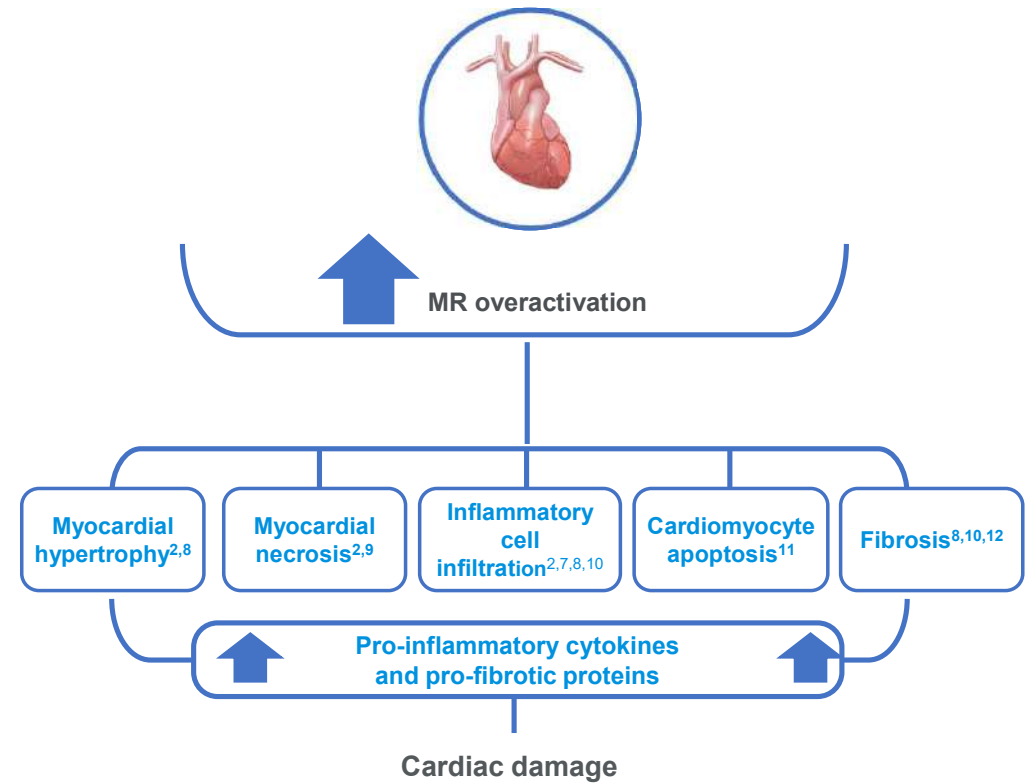 MR overactivation
Myocardial
hypertrophy2,8
Myocardial
necrosis2,9
Inflammatory
cell
infiltration2,7,8,10
Cardiomyocyte
apoptosis11
Fibrosis8,10,12
Pro-inflammatory cytokines
and pro-fibrotic proteins
Cardiac damage